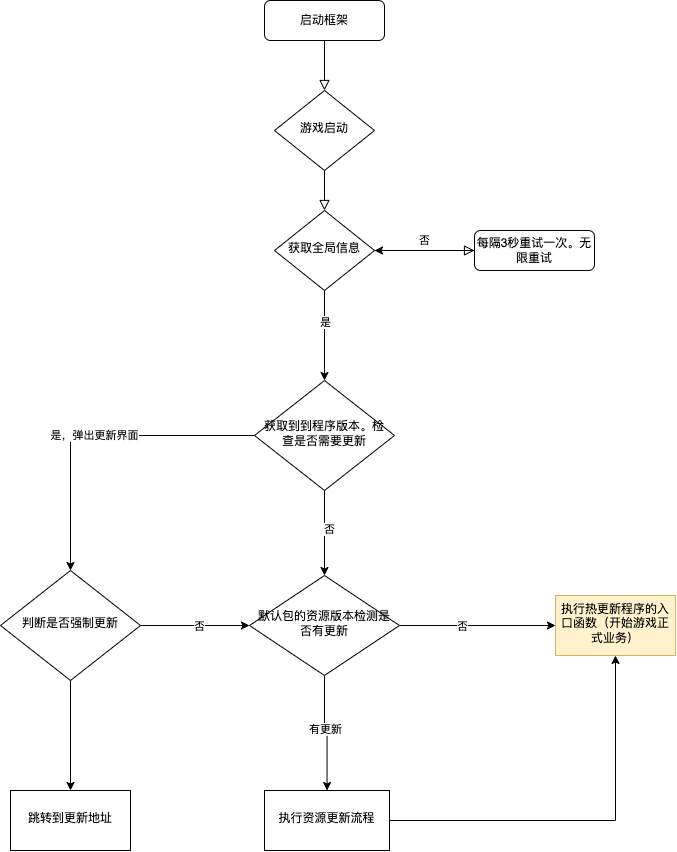 启动框架
游戏启动
获取全局信息
否
每隔3秒重试一次。无
限重试
是
获取到到程序版本。检
查是否需要更新
是，弹出更新界面
否
判断是否强制更新
否
默认包的资源版本检测是
否有更新
否
执行热更新程序的入
口函数（开始游戏正
式业务）
有更新
跳转到更新地址
执行资源更新流程